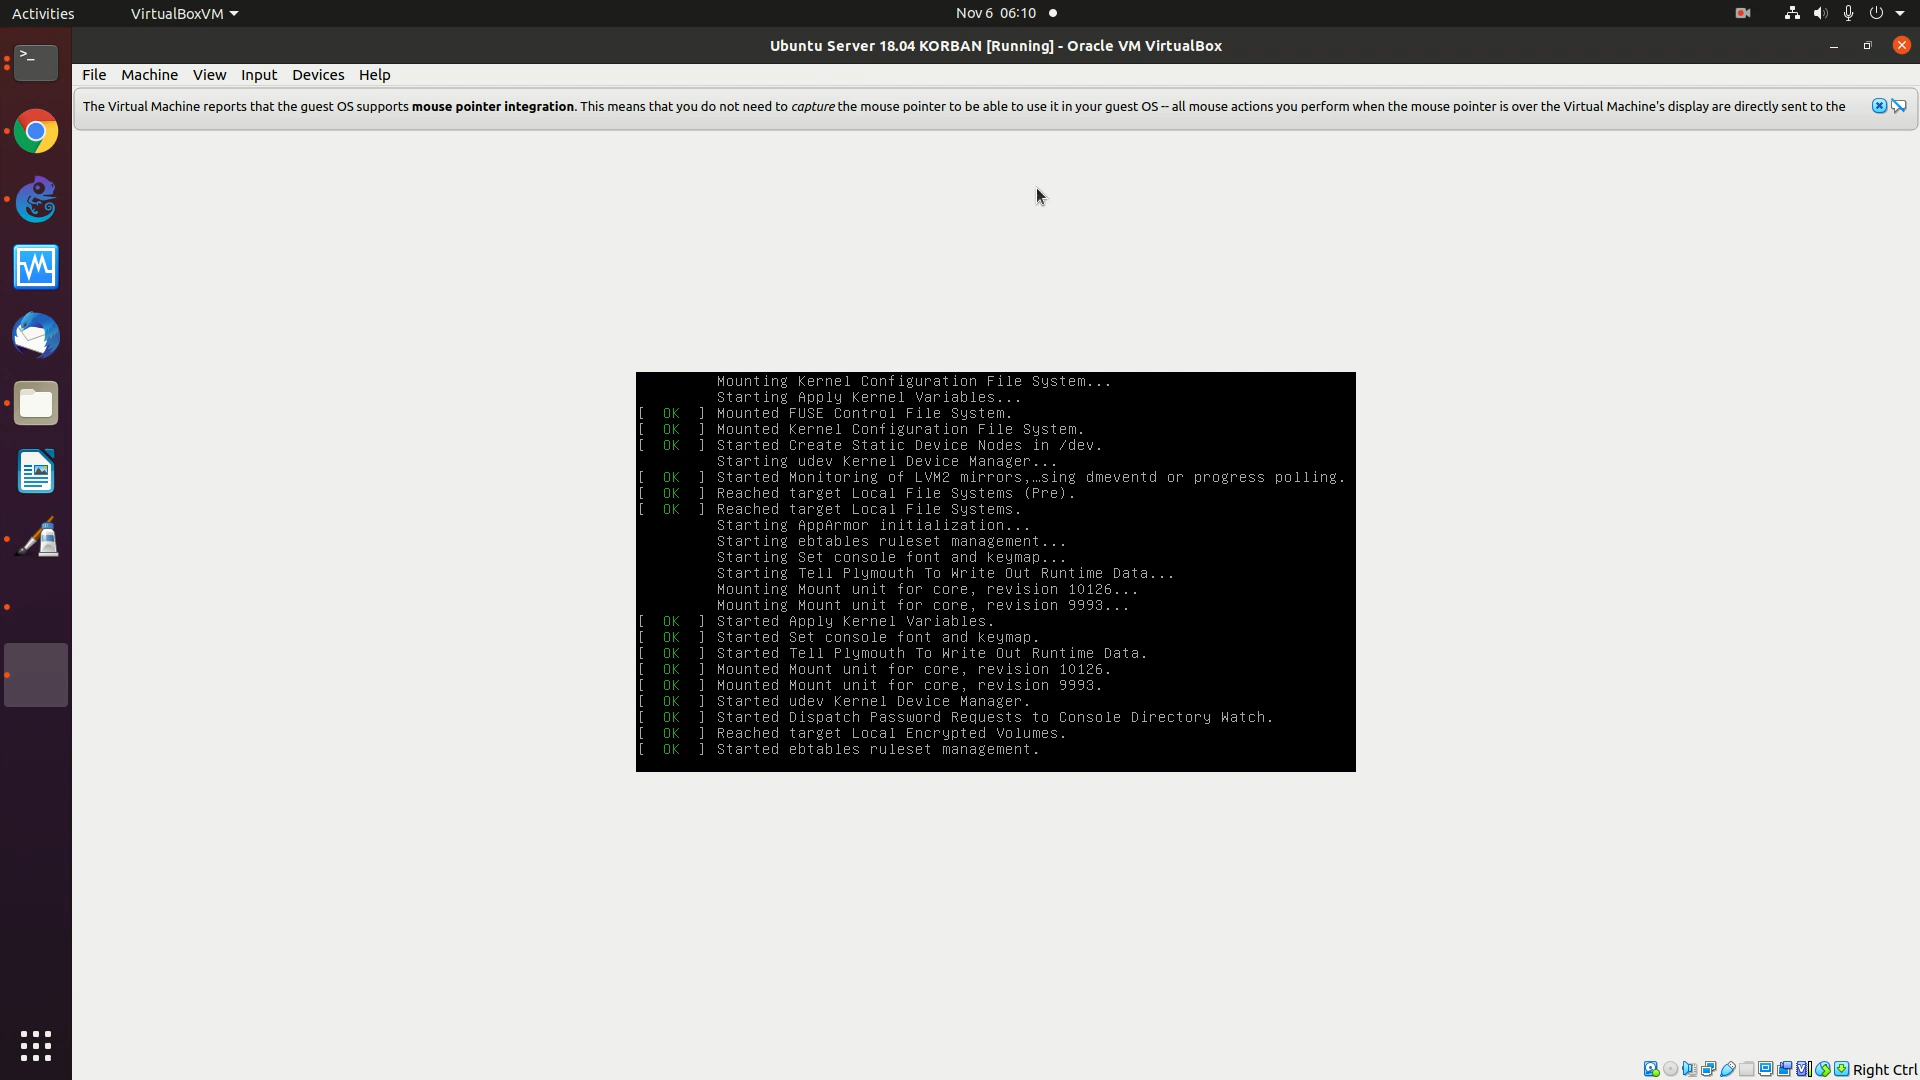 Activities
VirtualBoxVM
Nov 6 06:10
Ubuntu Server 18.04 KORBAN [Running] - Oracle VM VirtualBox
File Machine View Input Devices Help
The Virtual Machine reports that the guest OS supports mouse pointer integration. This means that you do not need to capture the mouse pointer to be able to use it in your guest OS -- all mouse actions you perform when the mouse pointer is over the Virtual Machine's display are directly sent to the
Mounting Kernel Configuration File System...
Starting Apply Kernel Variables...
[ OK ] Mounted FUSE Control File System.
[ OK ] Mounted Kernel Configuration File System.
[ OK ] Started Create Static Device Nodes in /dev.
Starting udev Kernel Device Manager...
[ OK ] Started Monitoring of LVM2 mirrors,…sing dmeventd or progress polling.
[ OK ] Reached target Local File Systems (Pre).
[ OK ] Reached target Local File Systems.
Starting AppArmor initialization...
Starting ebtables ruleset management...
Starting Set console font and keymap...
Starting Tell Plymouth To Write Out Runtime Data...
Mounting Mount unit for core, revision 10126...
Mounting Mount unit for core, revision 9993...
[ OK ] Started Apply Kernel Variables.
[ OK ] Started Set console font and keymap.
[ OK ] Started Tell Plymouth To Write Out Runtime Data.
[ OK ] Mounted Mount unit for core, revision 10126.
[ OK ] Mounted Mount unit for core, revision 9993.
[ OK ] Started udev Kernel Device Manager.
[ OK ] Started Dispatch Password Requests to Console Directory Watch.
[ OK ] Reached target Local Encrypted Volumes.
[ OK ] Started ebtables ruleset management.
Right Ctrl